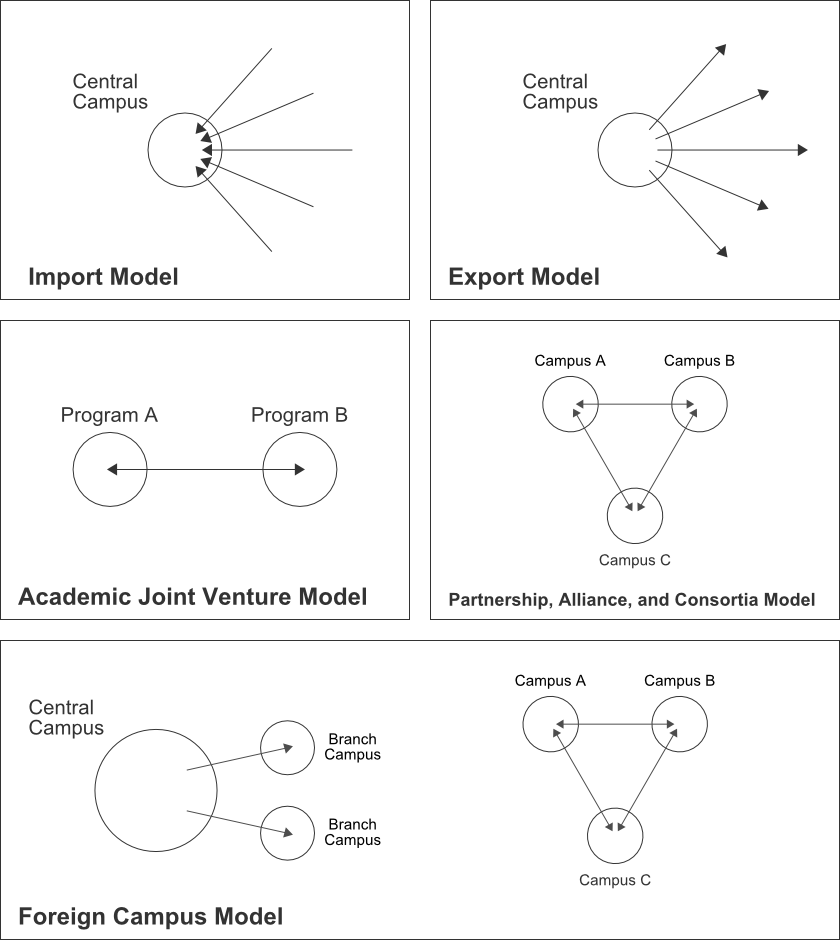 Central
Campus
Import Model
Central
Campus
Export Model
Program A
Program B
Academic Joint Venture Model
Campus A
Campus B
Campus C
Partnership, Alliance, and Consortia Model
Central
Campus
Branch
Campus
Branch
Campus
Campus A
Campus B
Campus C
Foreign Campus Model